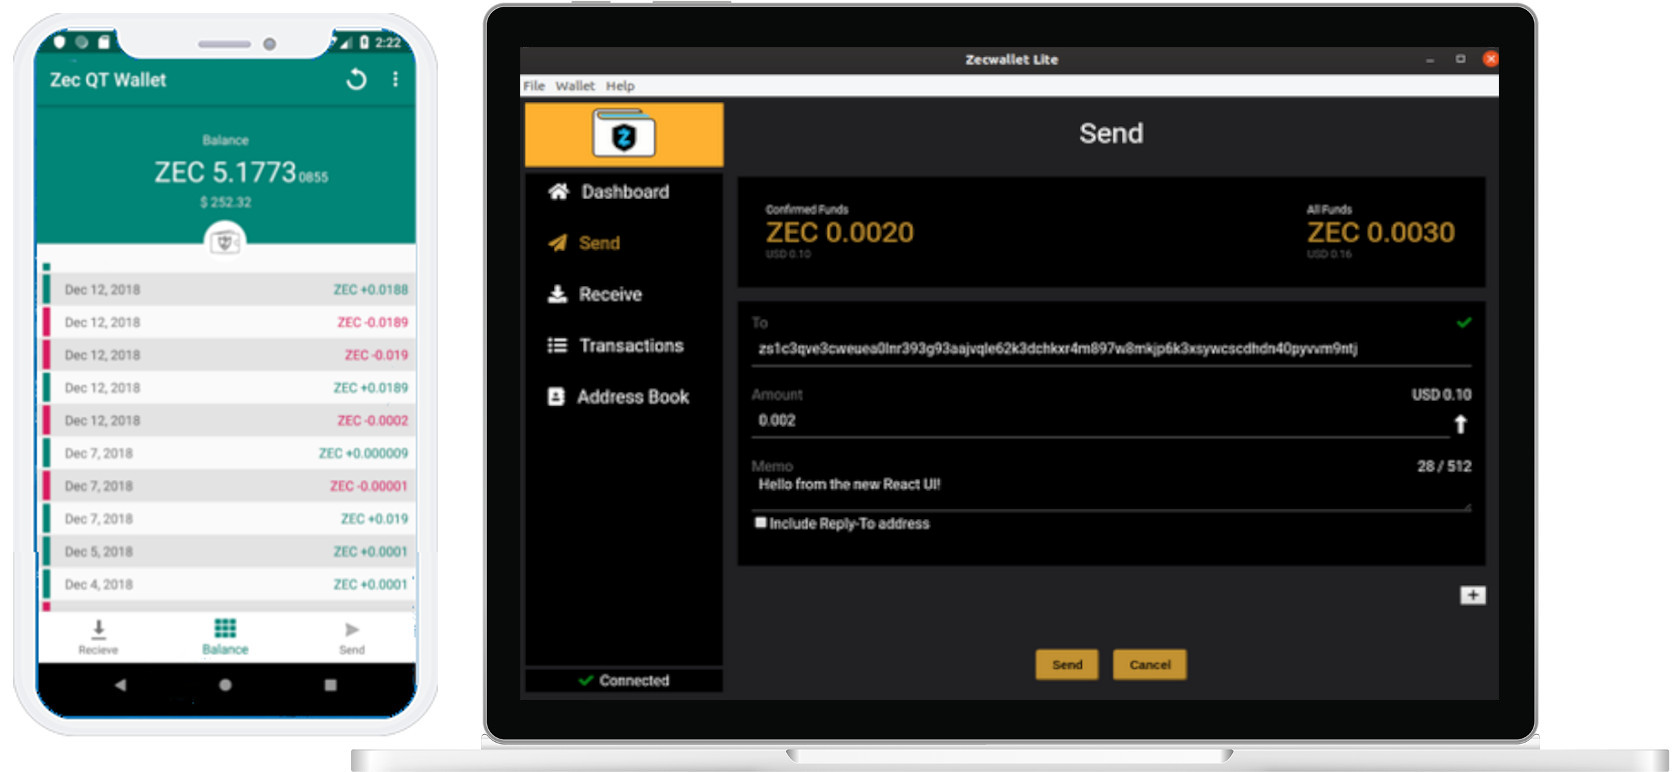 2:22
Zec QT Wallet
Balance
ZEC 5.17730855
$ 252.32
Dec 12, 2018 ZEC +0.0188
Dec 12, 2018 ZEC -0.0189
Dec 12, 2018 ZEC -0.019
Dec 12, 2018 ZEC +0.0189
Dec 12, 2018 ZEC -0.0002
Dec 7, 2018 ZEC +0.000009
Dec 7, 2018 ZEC -0.00001
Dec 7, 2018 ZEC +0.019
Dec 5, 2018 ZEC +0.0001
Dec 4, 2018 ZEC +0.0001
Recieve Balance Send
Zecwallet Lite
File Wallet Help
Z
Dashboard
Send
Receive
Transactions
Address Book
Connected
Send
Confirmed Funds
ZEC 0.0020
USD 0.10
All Funds
ZEC 0.0030
USD 0.16
To
zs1c3qve3cweuea0lnr393g93aajvqle62k3dchkxr4m897w8mkjp6k3xsywcscdhdn40pyvvm9ntj
Amount USD 0.10
0.002
Memo 28 / 512
Hello from the new React UI!
Include Reply-To address
+
Send Cancel